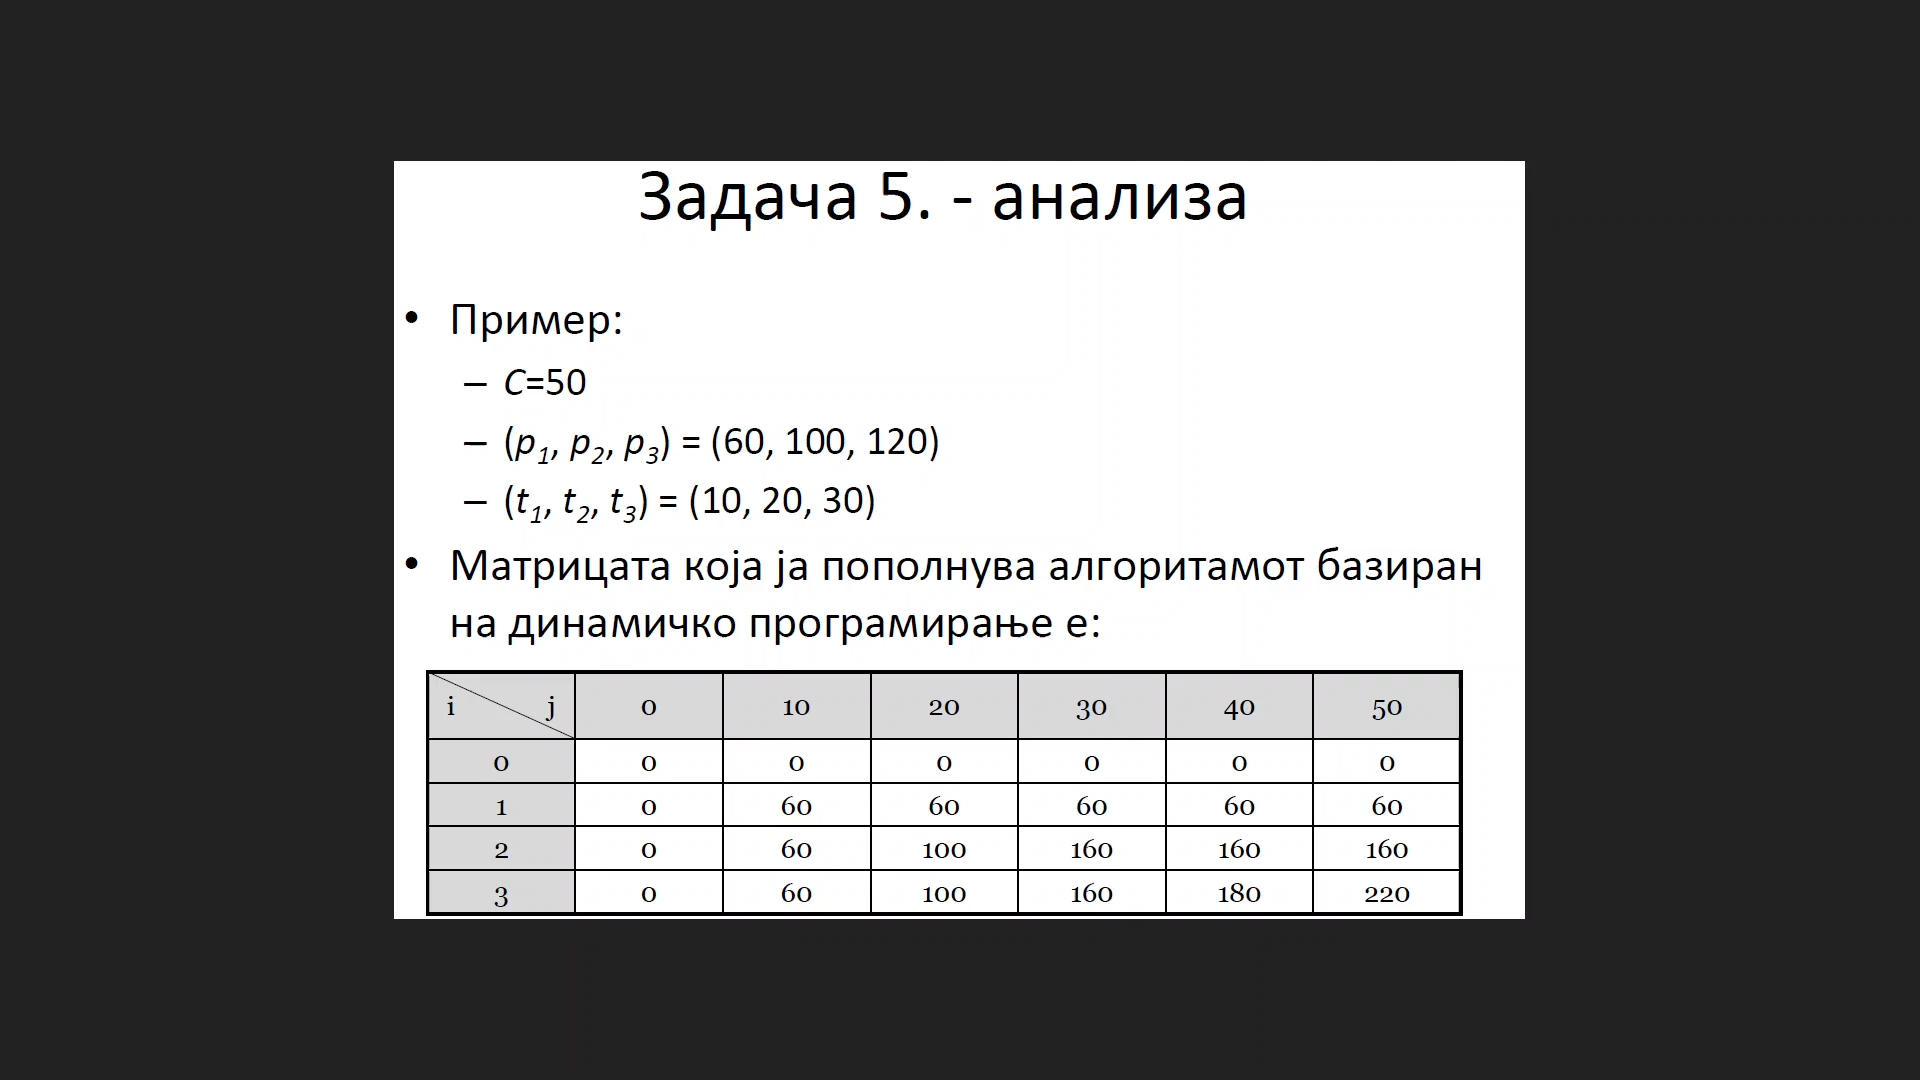 Задача 5. - анализа
• Пример:
– C=50
– (p1, p2, p3) = (60, 100, 120)
– (t1, t2, t3) = (10, 20, 30)
• Матрицата која ја пополнува алгоритамот базиран
на динамичко програмирање е:
i j 0 10 20 30 40 50
0 0 0 0 0 0 0
1 0 60 60 60 60 60
2 0 60 100 160 160 160
3 0 60 100 160 180 220